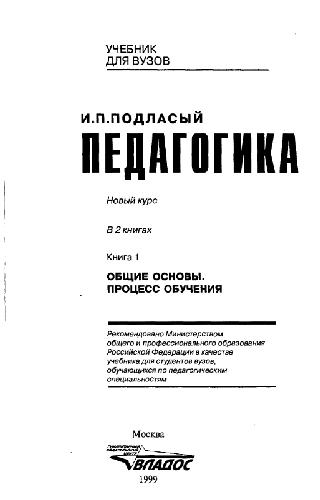 УЧЕБНИК
ДЛЯ ВУЗОВ
И.П.ПОДЛАСЫЙ
ПЕДАГОГИКА
Новый курс
В 2 книгах
Книга 1
ОБЩИЕ ОСНОВЫ.
ПРОЦЕСС ОБУЧЕНИЯ
Рекомендовано Министерством
общего и профессионального образования
Российской Федерации в качестве
учебника для студентов вузов,
обучающихся по педагогическим
специальностям
Москва
ВЛАДОС
1999